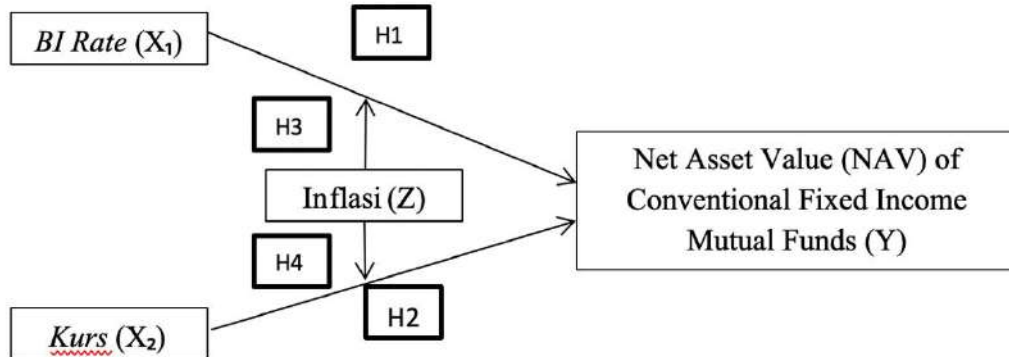 BI Rate (X₁)
H1
H3
Inflasi (Z)
H4
H2
Kurs (X₂)
Net Asset Value (NAV) of
Conventional Fixed Income
Mutual Funds (Y)